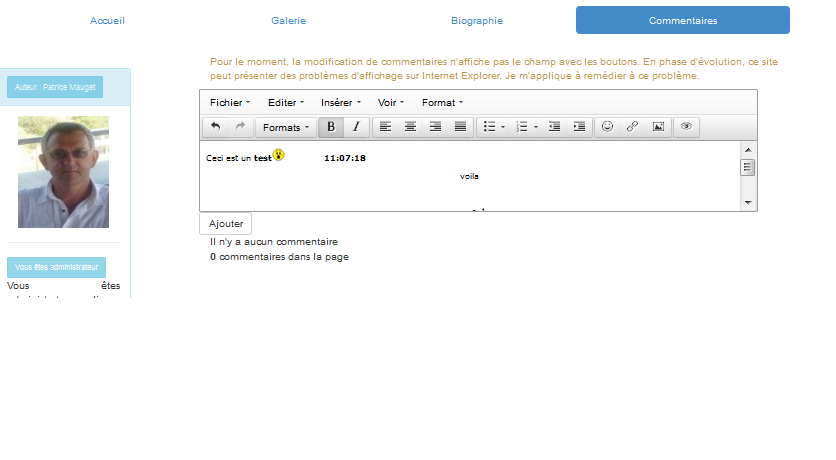 Accueil Galerie Biographie Commentaires
Auteur : Patrice Mauget
Vous êtes administrateur
Vous êtes
Pour le moment, la modification de commentaires n'affiche pas le champ avec les boutons. En phase d'évolution, ce site
peut présenter des problèmes d'affichage sur Internet Explorer. Je m'applique à remédier à ce problème.
Fichier Editer Insérer Voir Format
Formats B I
Ceci est un test 11:07:18
voila
Ajouter
Il n'y a aucun commentaire
0 commentaires dans la page